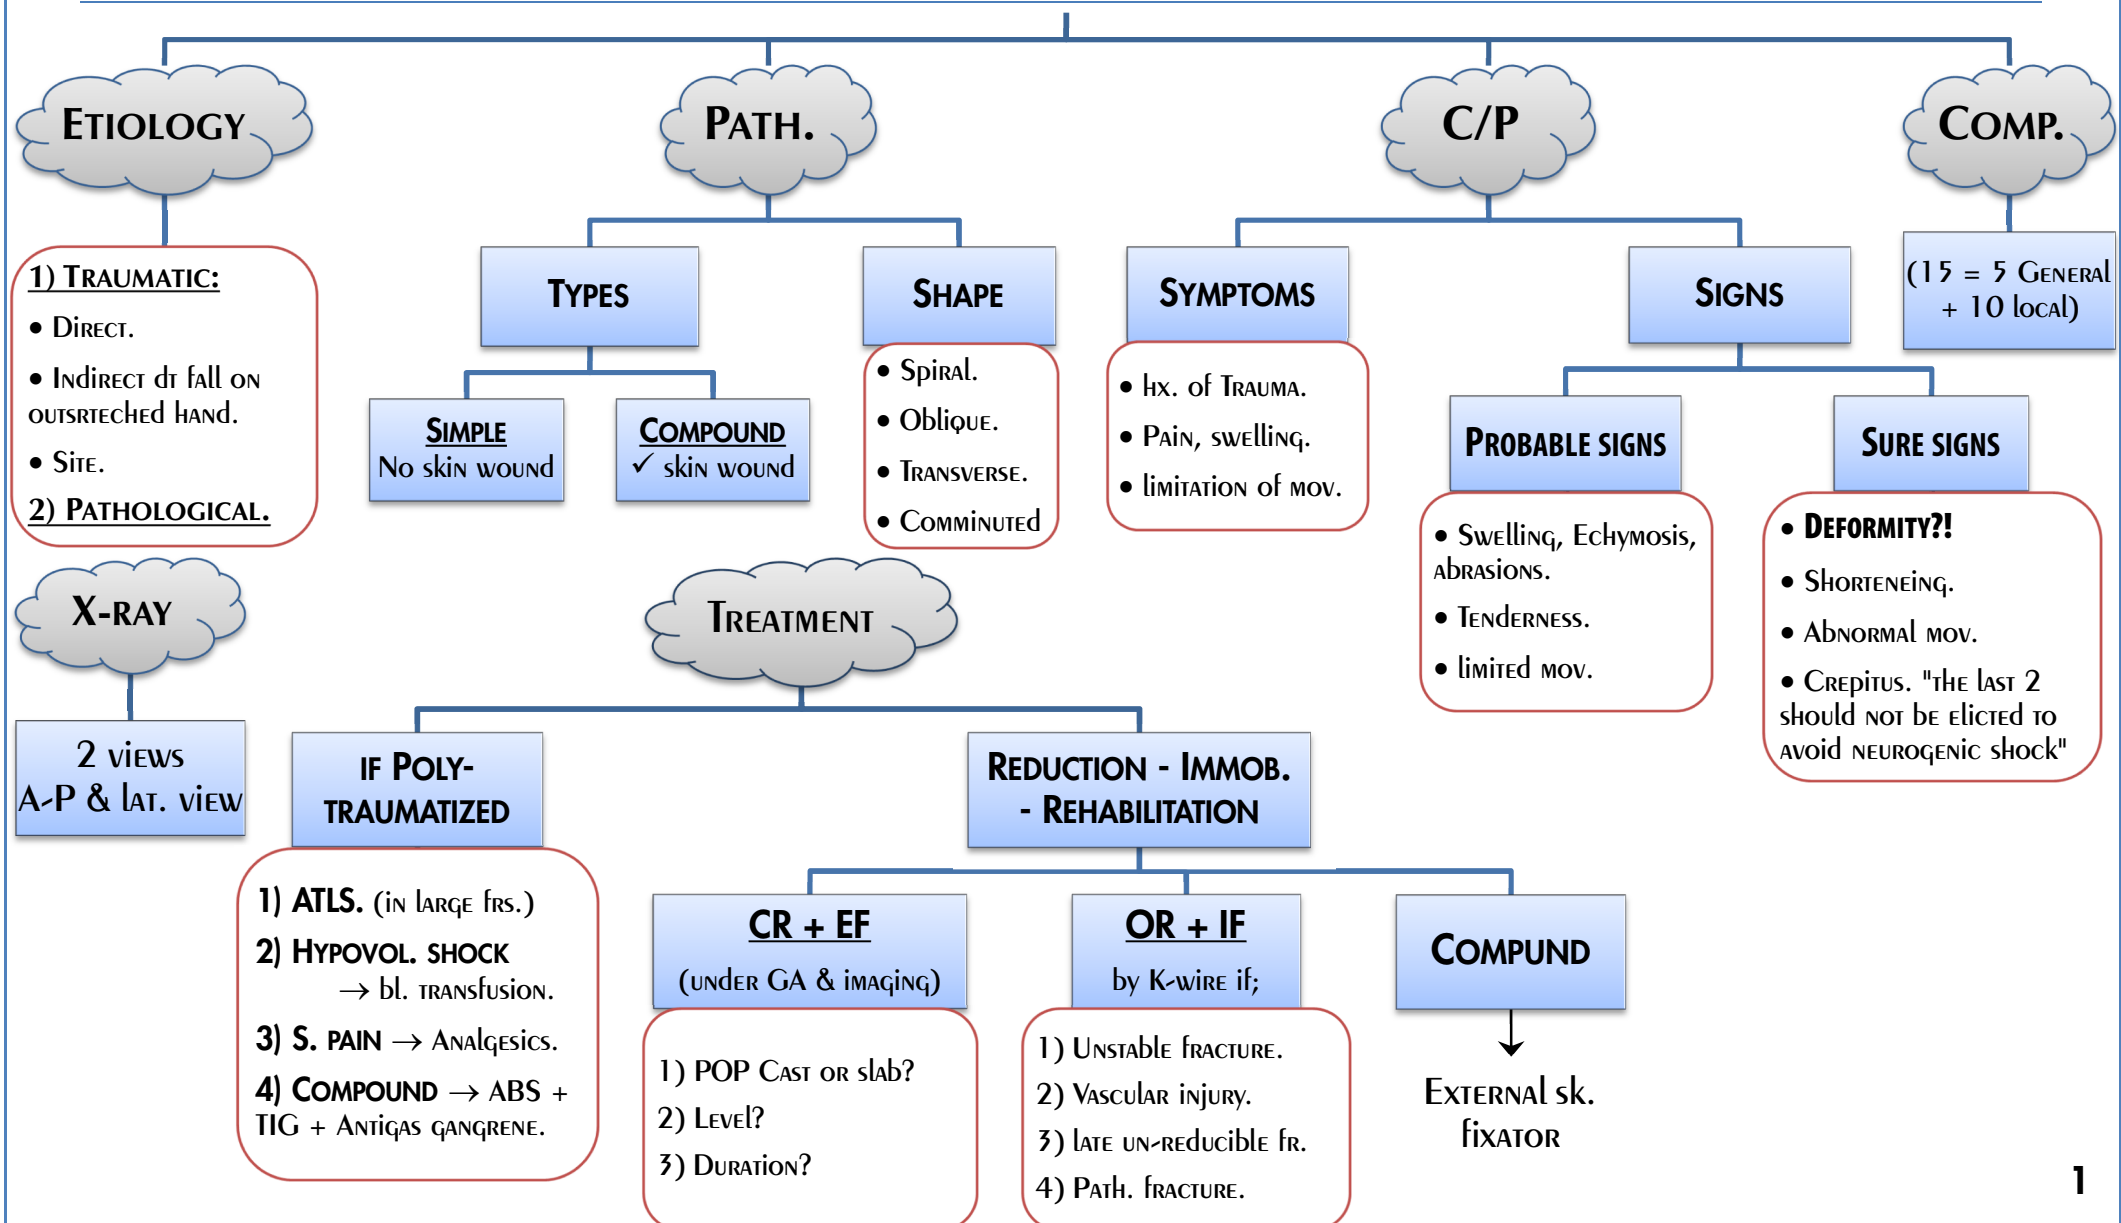 ETIOLOGY
PATH.
C/P
COMP.
1) TRAUMATIC:
• Direct.
• Indirect dt fall on
outsrteched hand.
• Site.
2) PATHOLOGICAL.
TYPES
SIMPLE
No skin wound
COMPOUND
✓ skin wound
SHAPE
• Spiral.
• Oblique.
• Transverse.
• Comminuted
SYMPTOMS
• hx. of Trauma.
• Pain, swelling.
• limitation of mov.
SIGNS
PROBABLE SIGNS
• Swelling, Echymosis,
abrasions.
• Tenderness.
• limited mov.
SURE SIGNS
• DEFORMITY?!
• Shorteneing.
• Abnormal mov.
• Crepitus. "the last 2
should not be elicted to
avoid neurogenic shock"
(15 = 5 General
+ 10 local)
X-RAY
2 views
A-P & lat. view
TREATMENT
IF POLY-
TRAUMATIZED
1) ATLS. (in large frs.)
2) HYPOVOL. SHOCK
→ bl. transfusion.
3) S. PAIN → Analgesics.
4) COMPOUND → ABS +
TIG + Antigas gangrene.
REDUCTION - IMMOB.
- REHABILITATION
CR + EF
(under GA & imaging)
1) POP Cast or slab?
2) Level?
3) Duration?
OR + IF
by K-wire if;
1) Unstable fracture.
2) Vascular injury.
3) late un-reducible fr.
4) Path. fracture.
COMPUND
External sk.
fixator
1